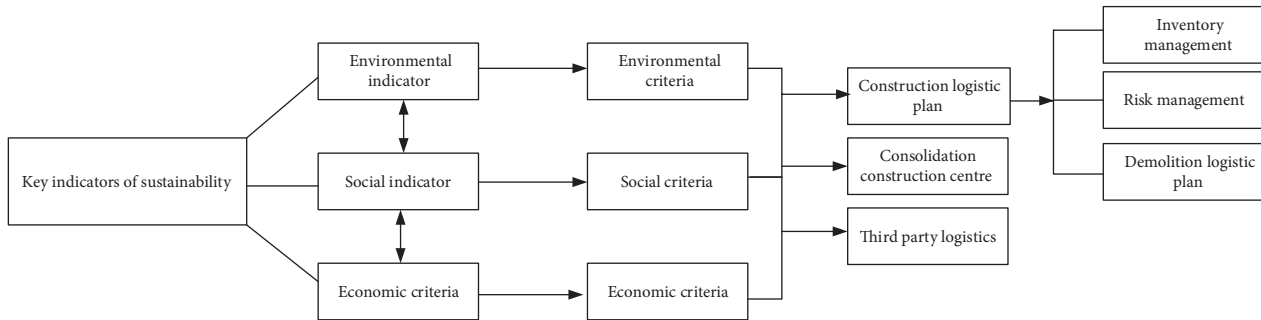 Key indicators of sustainability
Environmental
indicator
Social indicator
Economic criteria
Environmental
criteria
Social criteria
Economic criteria
Construction logistic
plan
Consolidation
construction centre
Third party logistics
Inventory
management
Risk management
Demolition logistic
plan